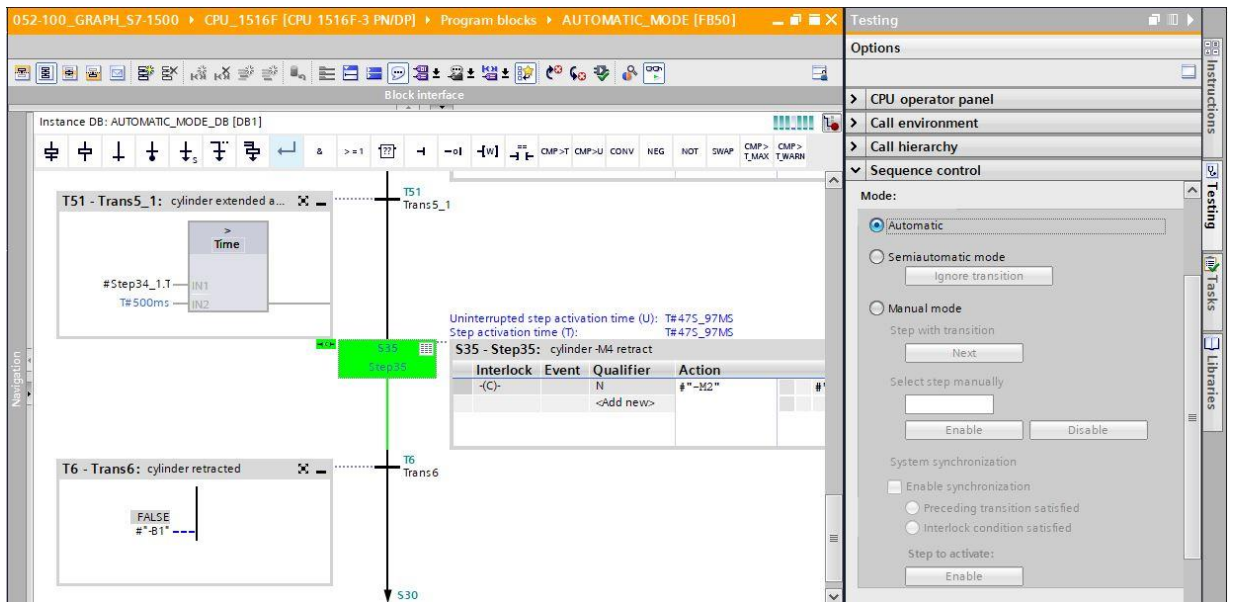 052-100_GRAPH_S7-1500 ▸ CPU_1516F [CPU 1516F-3 PN/DP] ▸ Program blocks ▸ AUTOMATIC_MODE [FB50]
Block interface
Instance DB: AUTOMATIC_MODE_DB [DB1]
& >=1 [??] CMP>T CMP>U CONV NEG NOT SWAP CMP> T_MAX CMP> T_WARN
T51 - Trans5_1: cylinder extended a...
T51
Trans5_1
>
Time
#Step34_1.T
IN1
T#500ms
IN2
Uninterrupted step activation time (U): T#47S_97MS
Step activation time (T): T#47S_97MS
S35
Step35
S35 - Step35: cylinder -M4 retract
Interlock Event Qualifier Action
-(C)- N #"-M2" #"
<Add new>
T6 - Trans6: cylinder retracted
T6
Trans6
FALSE
#"-B1"
S30
Navigation
Testing
Options
CPU operator panel
Call environment
Call hierarchy
Sequence control
Mode:
Automatic
Semiautomatic mode
Ignore transition
Manual mode
Step with transition
Next
Select step manually
Enable Disable
System synchronization
Enable synchronization
Preceding transition satisfied
Interlock condition satisfied
Step to activate:
Enable
Instructions
Testing
Tasks
Libraries